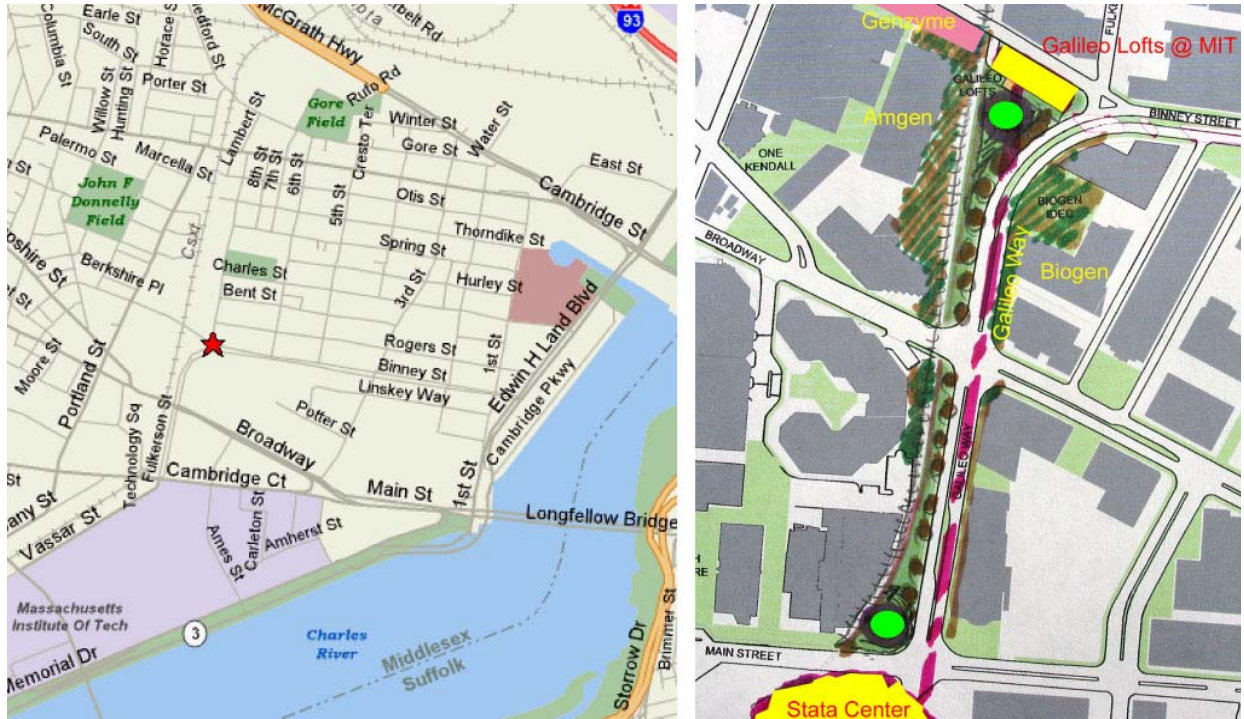 Earle St
South St
Columbia St
Horace St
Medford St
McGrath Hwy
93
Porter St
Willow St
Hunting St
Rufo Rd
Gore
Field
Winter St
Water St
Lambert St
Gore St
Cresto Ter
Palermo St
Marcella St
8th St
7th St
6th St
East St
John F
Donnelly
Field
5th St
Otis St
Cambridge St
Thorndike St
Csxt
Spring St
Berkshire Pl
Charles St
Hurley St
Bent St
3rd St
Rogers St
1st St
Edwin H Land Blvd
Moore St
Portland St
Binney St
Linskey Way
Cambridge Pkwy
Potter St
Technology Sq
Fulkerson St
Broadway
Cambridge Ct
Main St
1st St
Longfellow Bridge
Vassar St
Ames St
Carleton St
Amherst St
Massachusetts
Institute Of Tech
3
Charles
River
Middlesex
Suffolk
Memorial Dr
Storrow Dr
Brimmer St
Genzyme
Galileo Lofts @ MIT
GALILEO
LOFTS
Amgen
BINNEY STREET
ONE
KENDALL
BIOGEN
IDEC
BROADWAY
Galileo Way
Biogen
GALILEO WAY
MAIN STREET
Stata Center